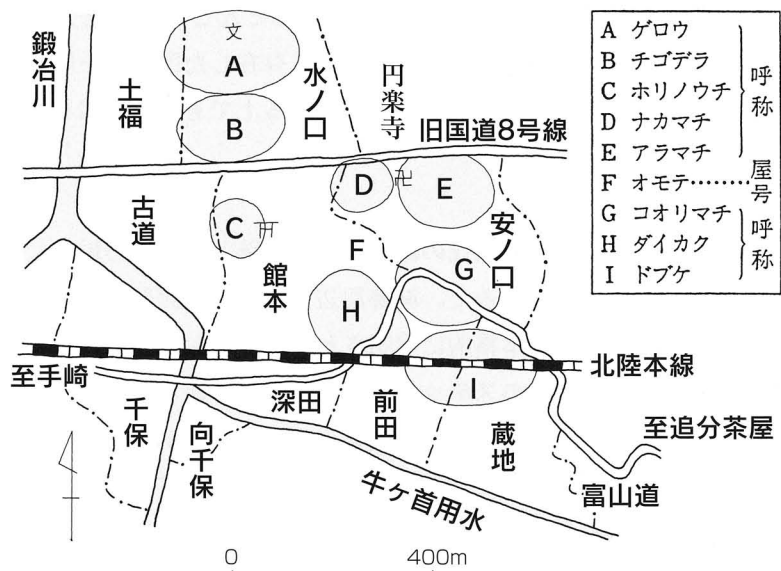 鍛冶川
土福
文
A
B
水ノ口
円楽寺
旧国道8号線
古道
C
館本
D
卍
E
F
安ノ口
G
H
I
北陸本線
至手崎
千保
向千保
深田
前田
蔵地
至追分茶屋
富山道
牛ヶ首用水
0 400m
A ゲロウ
B チゴデラ
C ホリノウチ
D ナカマチ
E アラマチ
呼称
F オモテ………屋号
G コオリマチ
H ダイカク
I ドブケ
呼称